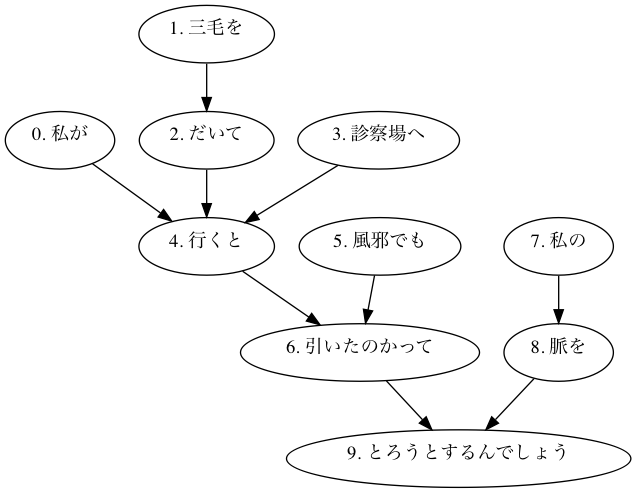 1. 三毛を
0. 私が
2. だいて
3. 診察場へ
4. 行くと
5. 風邪でも
7. 私の
6. 引いたのかって
8. 脈を
9. とろうとするんでしょう